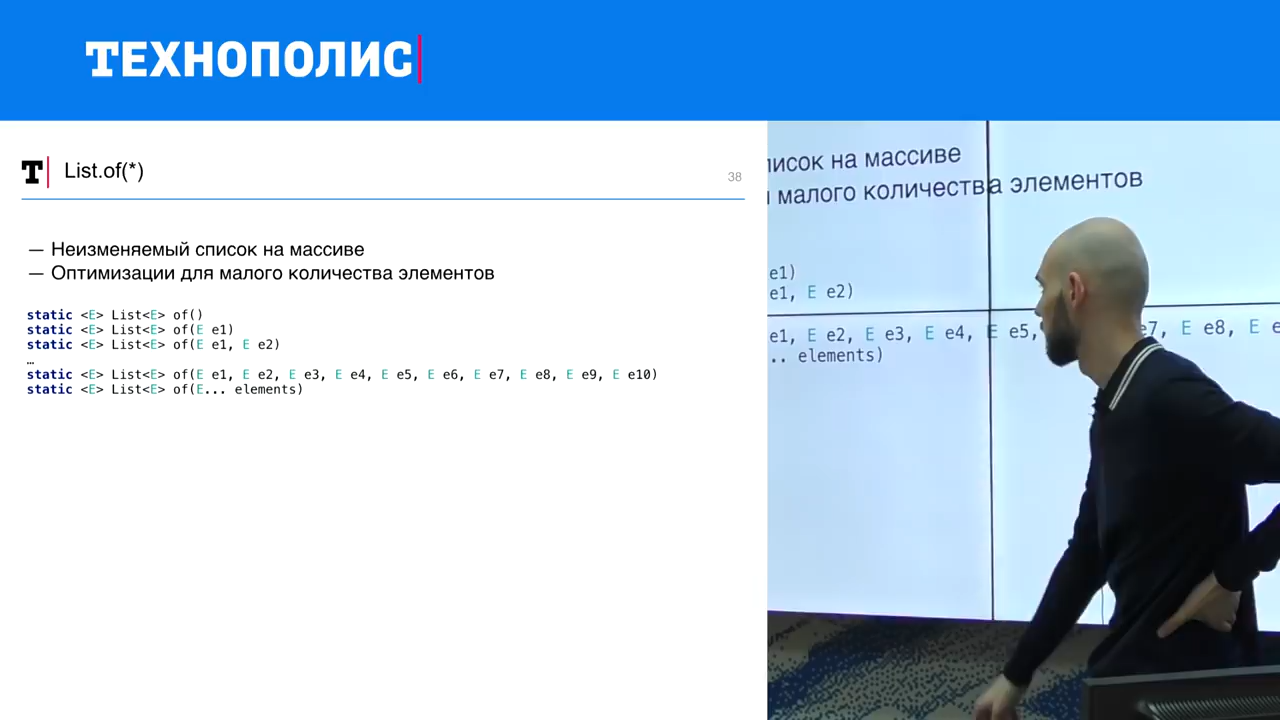 ТЕХНОПОЛИС
T List.of(*)
38
— Неизменяемый список на массиве
— Оптимизации для малого количества элементов
static <E> List<E> of()
static <E> List<E> of(E e1)
static <E> List<E> of(E e1, E e2)
…
static <E> List<E> of(E e1, E e2, E e3, E e4, E e5, E e6, E e7, E e8, E e9, E e10)
static <E> List<E> of(E... elements)
писок на массиве
малого количества элементов
e1)
e1, E e2)
e1, E e2, E e3, E e4, E e5, e7, E e8, E e
.. elements)